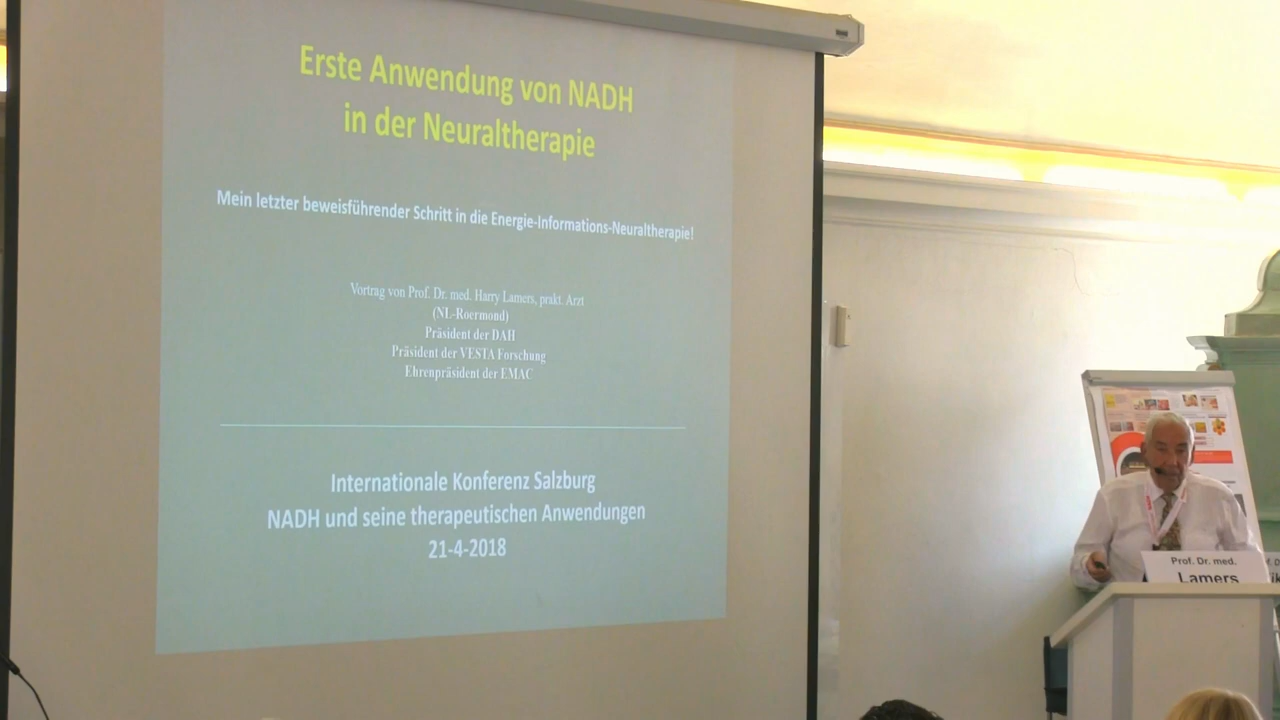 Erste Anwendung von NADH
in der Neuraltherapie
Mein letzter beweisführender Schritt in die Energie-Informations-Neuraltherapie!
Vortrag von Prof. Dr. med. Harry Lamers, prakt. Arzt
(NL-Roermond)
Präsident der DAH
Präsident der VESTA Forschung
Ehrenpräsident der EMAC
Internationale Konferenz Salzburg
NADH und seine therapeutischen Anwendungen
21-4-2018
Prof. Dr. med.
Lamers